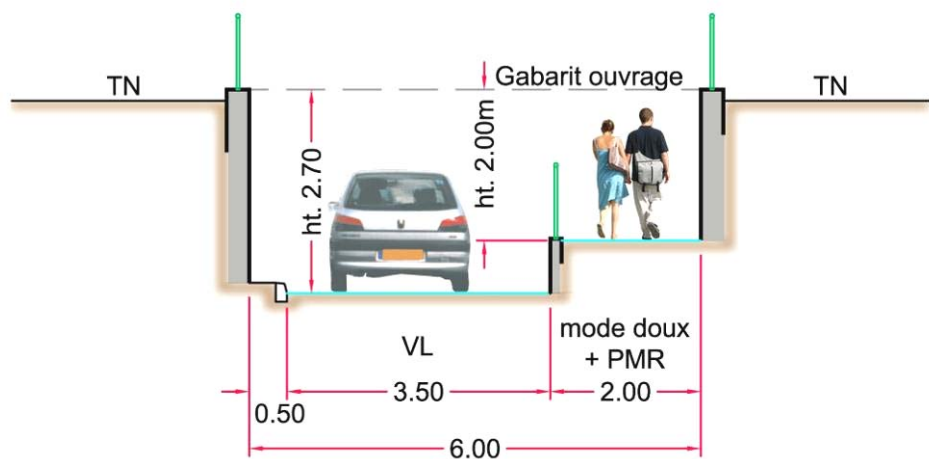 Gabarit ouvrage
TN
TN
ht. 2.70
ht. 2.00m
VL
mode doux
+ PMR
3.50
2.00
0.50
6.00